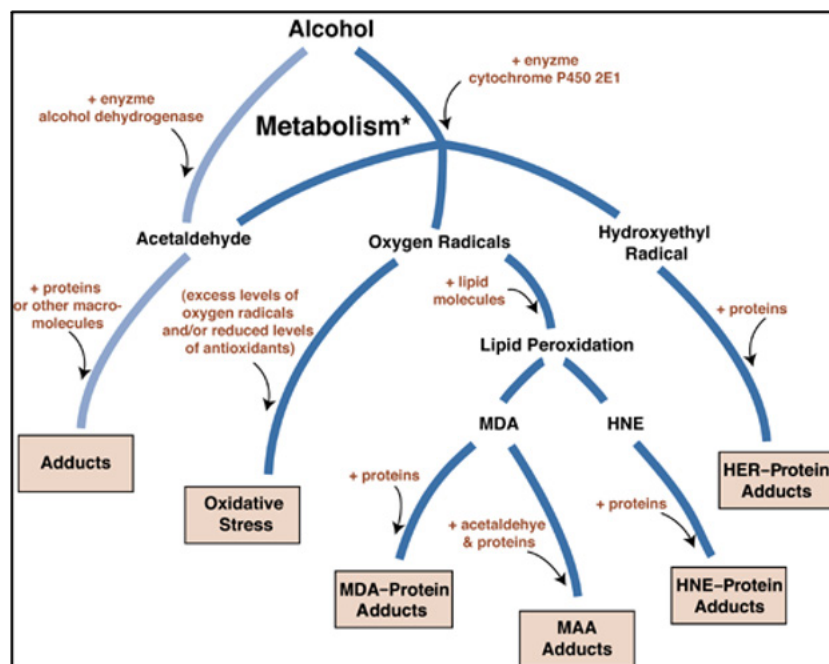 Alcohol
+ enyzme
cytochrome P450 2E1
+ enyzme
alcohol dehydrogenase
Metabolism*
Acetaldehyde
Oxygen Radicals
Hydroxyethyl
Radical
+ proteins
or other macro-
molecules
(excess levels of
oxygen radicals
and/or reduced levels
of antioxidants)
+ lipid
molecules
+ proteins
Lipid Peroxidation
MDA
HNE
Adducts
Oxidative
Stress
HER–Protein
Adducts
+ proteins
+ acetaldehye
& proteins
+ proteins
MDA–Protein
Adducts
MAA
Adducts
HNE–Protein
Adducts